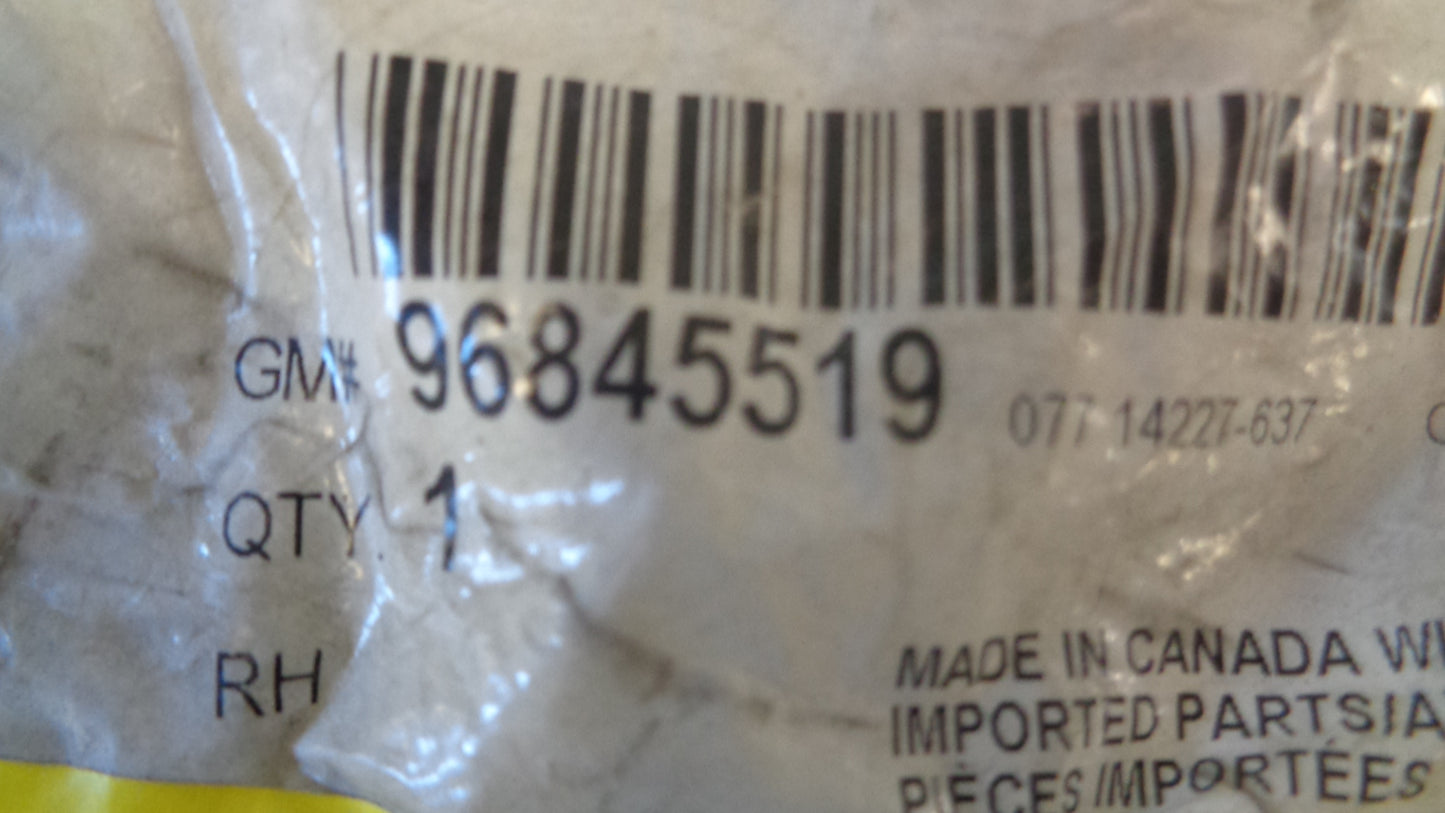 GM# 96845519 077 14227-637
QTY. 1
RH
MADE IN CANADA
IMPORTED PARTS/
PIÈCES IMPORTÉES